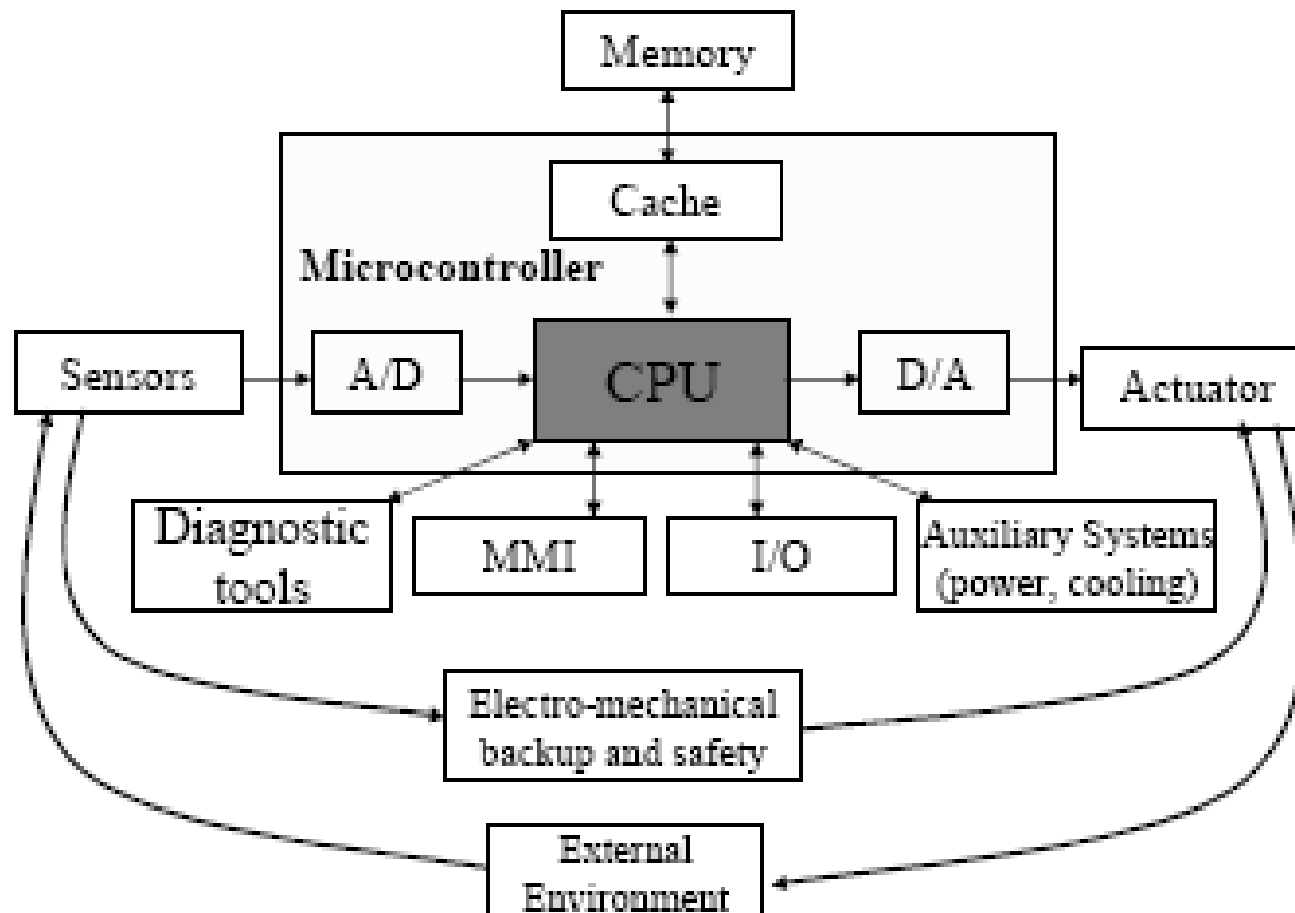 Memory
Cache
Microcontroller
Sensors
A/D
CPU
D/A
Actuator
Diagnostic
tools
MMI
I/O
Auxiliary Systems
(power, cooling)
Electro-mechanical
backup and safety
External
Environment